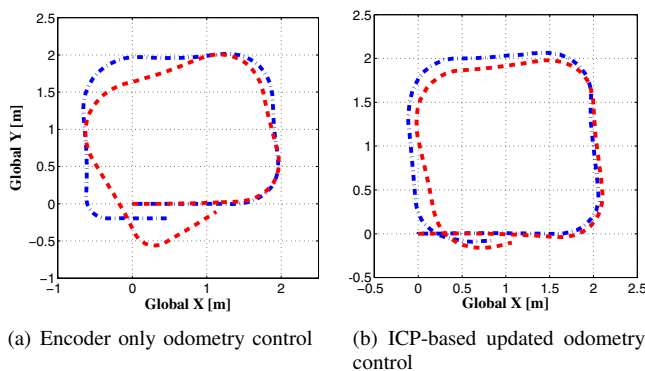 2.5
2
1.5
1
0.5
0
−0.5
−1
−1 0 1 2
Global Y [m]
Global X [m]
2.5
2
1.5
1
0.5
0
-0.5
-0.5 0 0.5 1 1.5 2 2.5
Global X [m]
(a) Encoder only odometry control
(b) ICP-based updated odometry
control